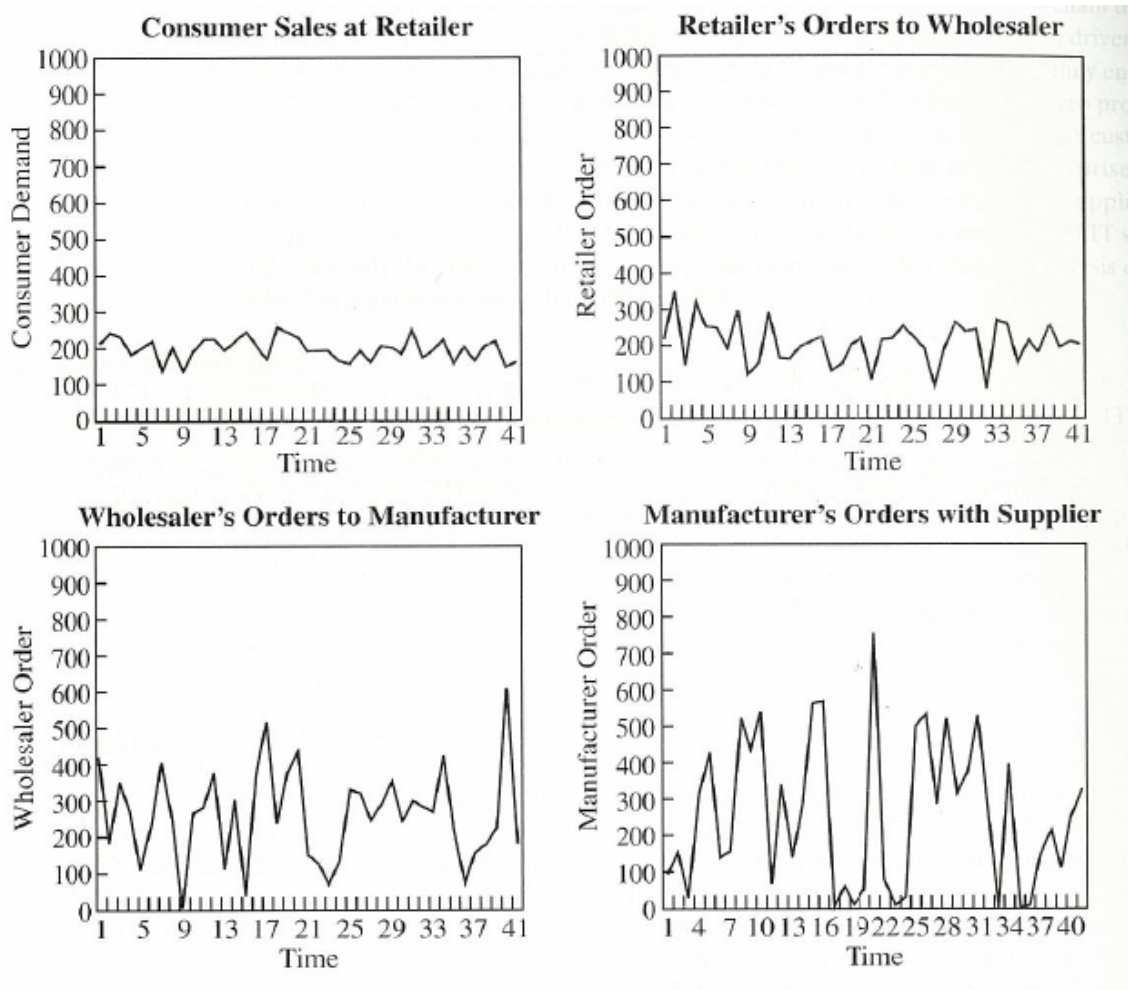 Consumer Sales at Retailer
1000
900
800
700
600
500
400
300
200
100
0
Consumer Demand
1 5 9 13 17 21 25 29 33 37 41
Time
Retailer's Orders to Wholesaler
1000
900
800
700
600
500
400
300
200
100
0
Retailer Order
1 5 9 13 17 21 25 29 33 37 41
Time
Wholesaler's Orders to Manufacturer
1000
900
800
700
600
500
400
300
200
100
0
Wholesaler Order
1 5 9 13 17 21 25 29 33 37 41
Time
Manufacturer's Orders with Supplier
1000
900
800
700
600
500
400
300
200
100
0
Manufacturer Order
1 4 7 10 13 16 19 22 25 28 31 34 37 40
Time